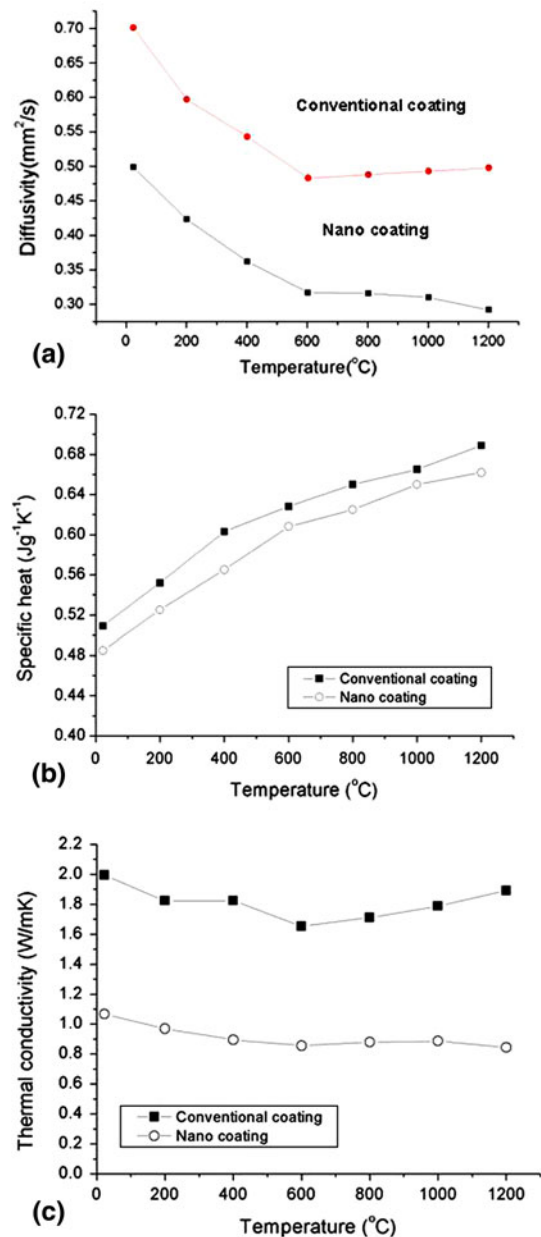 0.70
0.65
0.60
0.55
0.50
0.45
0.40
0.35
0.30
Diffusivity(mm²/s)
Conventional coating
Nano coating
0 200 400 600 800 1000 1200
Temperature(°C)
(a)
0.72
0.68
0.64
0.60
0.56
0.52
0.48
0.44
0.40
Specific heat (Jg⁻¹K⁻¹)
Conventional coating
Nano coating
0 200 400 600 800 1000 1200
Temperature (°C)
(b)
2.2
2.0
1.8
1.6
1.4
1.2
1.0
0.8
0.6
0.4
0.2
0.0
Thermal conductivity (W/mK)
Conventional coating
Nano coating
0 200 400 600 800 1000 1200
Temperature (°C)
(c)